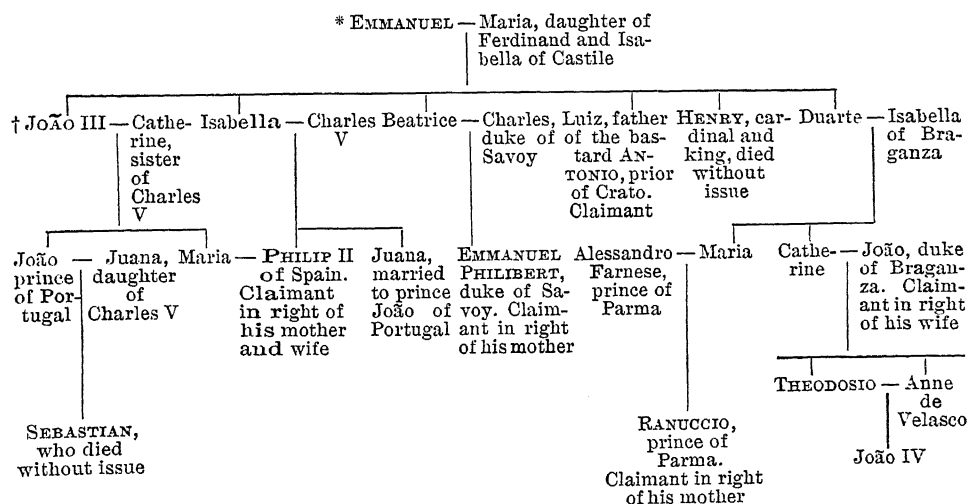 * EMMANUEL — Maria, daughter of
Ferdinand and Isa-
bella of Castile
† JOÃO III — Cathe-
rine,
sister
of
Charles
V
Isabella — Charles
V
Beatrice — Charles,
duke of
Savoy
Luiz, father
of the bas-
tard AN-
TONIO, prior
of Crato.
Claimant
HENRY, car-
dinal and
king, died
without
issue
Duarte — Isabella
of Bra-
ganza
João —
prince
of Por-
tugal
Juana,
daughter
of
Charles V
Maria — PHILIP II
of Spain.
Claimant
in right of
his mother
and wife
Juana,
married
to prince
João of
Portugal
EMMANUEL
PHILIBERT,
duke of Sa-
voy. Claim-
ant in right
of his mother
Alessandro — Maria
Farnese,
prince of
Parma
Cathe-
rine
— João, duke
of Bragan-
za. Claim-
ant in right
of his wife
SEBASTIAN,
who died
without issue
RANUCCIO,
prince of
Parma.
Claimant in right
of his mother
THEODOSIO — Anne
de
Velasco
João IV